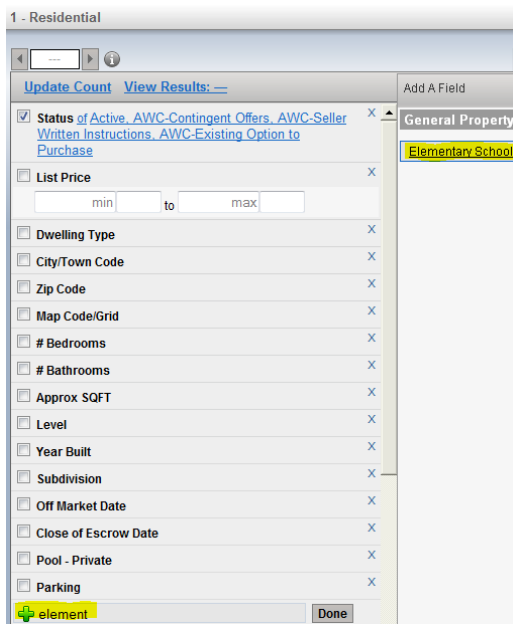 1 - Residential
---
Update Count View Results: —
Add A Field
Status of Active, AWC-Contingent Offers, AWC-Seller X
Written Instructions, AWC-Existing Option to
Purchase
General Property
Elementary School
List Price X
min to max
Dwelling Type X
City/Town Code X
Zip Code X
Map Code/Grid X
# Bedrooms X
# Bathrooms X
Approx SQFT X
Level X
Year Built X
Subdivision X
Off Market Date X
Close of Escrow Date X
Pool - Private X
Parking X
element Done